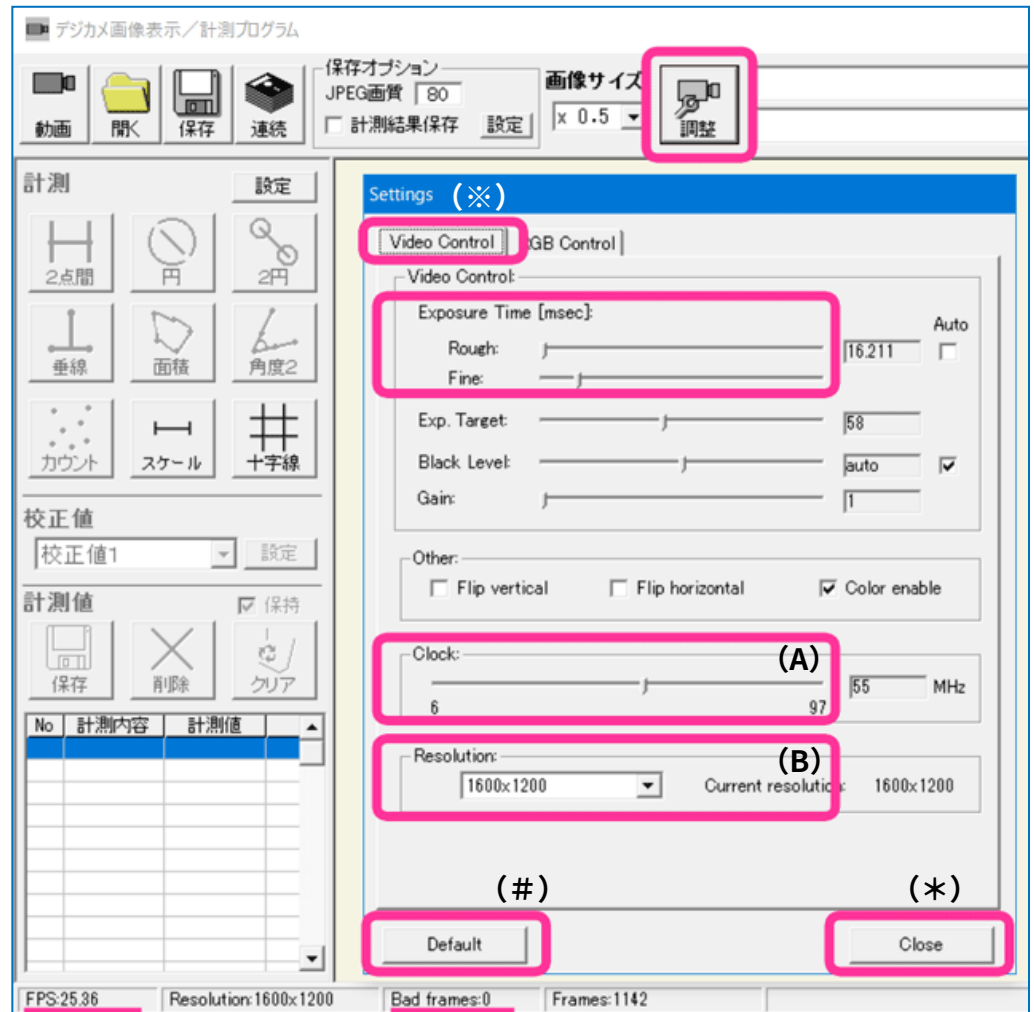 デジカメ画像表示／計測プログラム
動画
開く
保存
連続
保存オプション
JPEG画質 80
計測結果保存 設定
画像サイズ
x 0.5
調整
計測 設定
2点間
円
2円
垂線
面積
角度2
カウント
スケール
十字線
校正値
校正値1 設定
計測値 保持
保存
削除
クリア
No 計測内容 計測値
Settings (※)
Video Control
GB Control
Video Control:
Exposure Time [msec]:
Auto
Rough: 16.211
Fine:
Exp. Target: 58
Black Level: auto
Gain: 1
Other:
Flip vertical Flip horizontal Color enable
Clock: (A)
55 MHz
6 97
Resolution: (B)
1600x1200 Current resolution: 1600x1200
(#) (＊)
Default Close
FPS:25.36 Resolution:1600x1200 Bad frames:0 Frames:1142